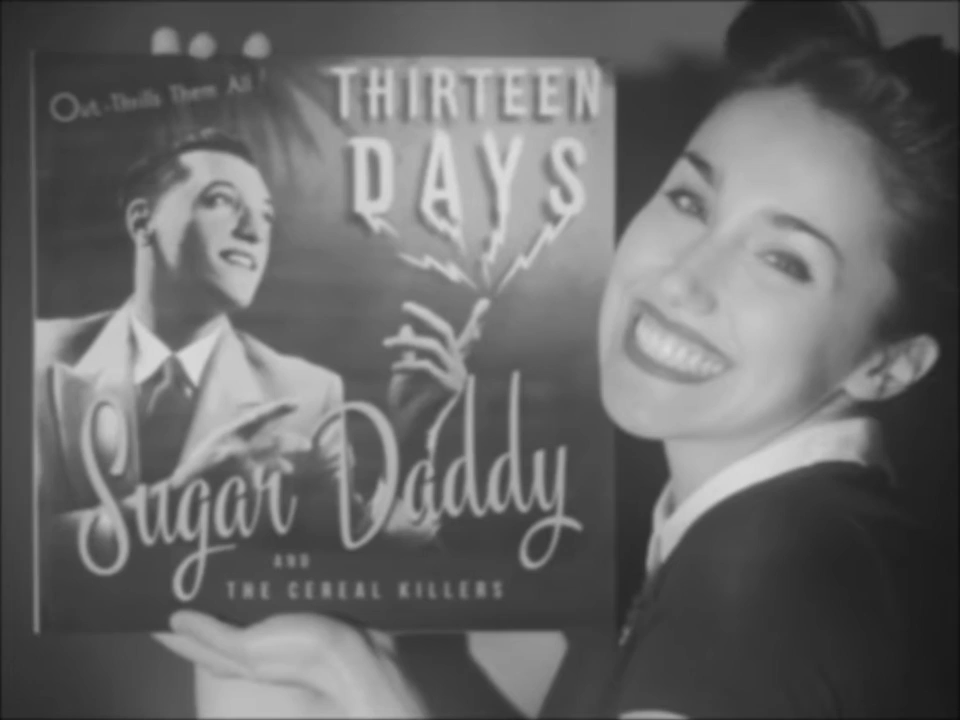 Out-Thrills Them All!
THIRTEEN
DAYS
Sugar Daddy
AND
THE CEREAL KILLERS